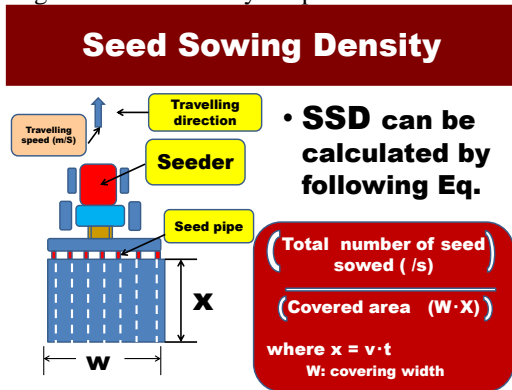 Seed Sowing Density
Travelling
direction
Travelling
speed (m/S)
Seeder
Seed pipe
X
W
• SSD can be
calculated by
following Eq.
(Total number of seed
sowed ( /s))
(Covered area (W·X))
where x = v·t
W: covering width